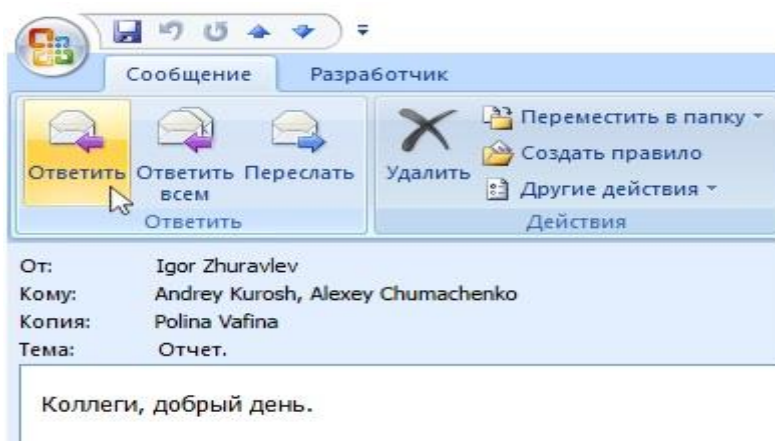 Сообщение Разработчик
Ответить Ответить всем Переслать
Удалить
Переместить в папку
Создать правило
Другие действия
Ответить Действия
От: Igor Zhuravlev
Кому: Andrey Kurosh, Alexey Chumachenko
Копия: Polina Vafina
Тема: Отчет.
Коллеги, добрый день.